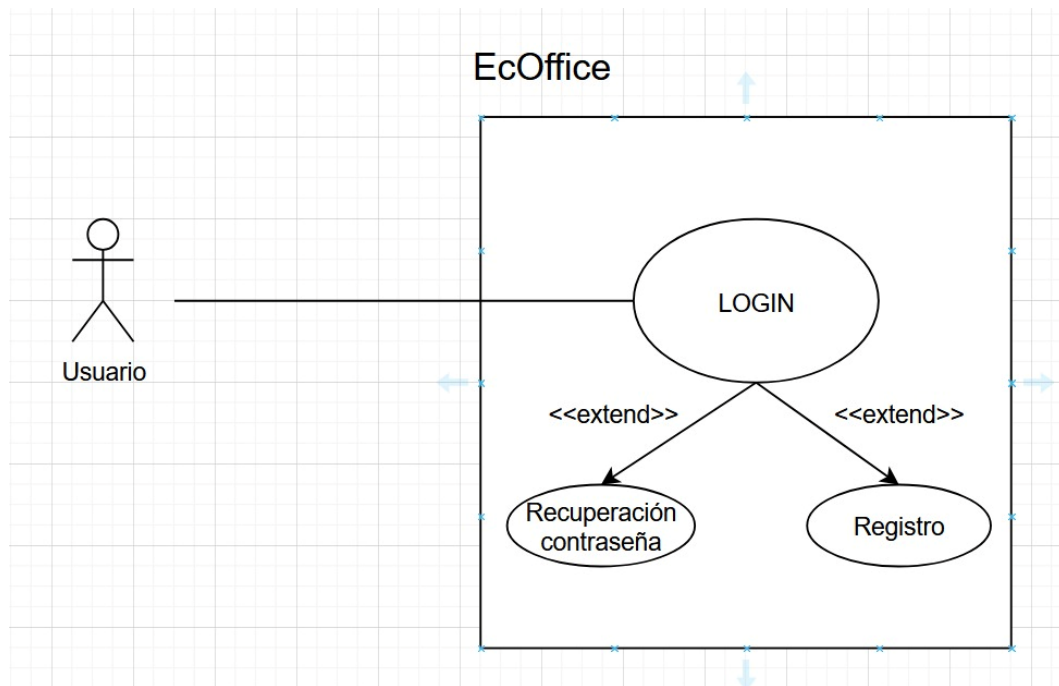 EcOffice
LOGIN
Usuario
<<extend>>
<<extend>>
Recuperación
contraseña
Registro